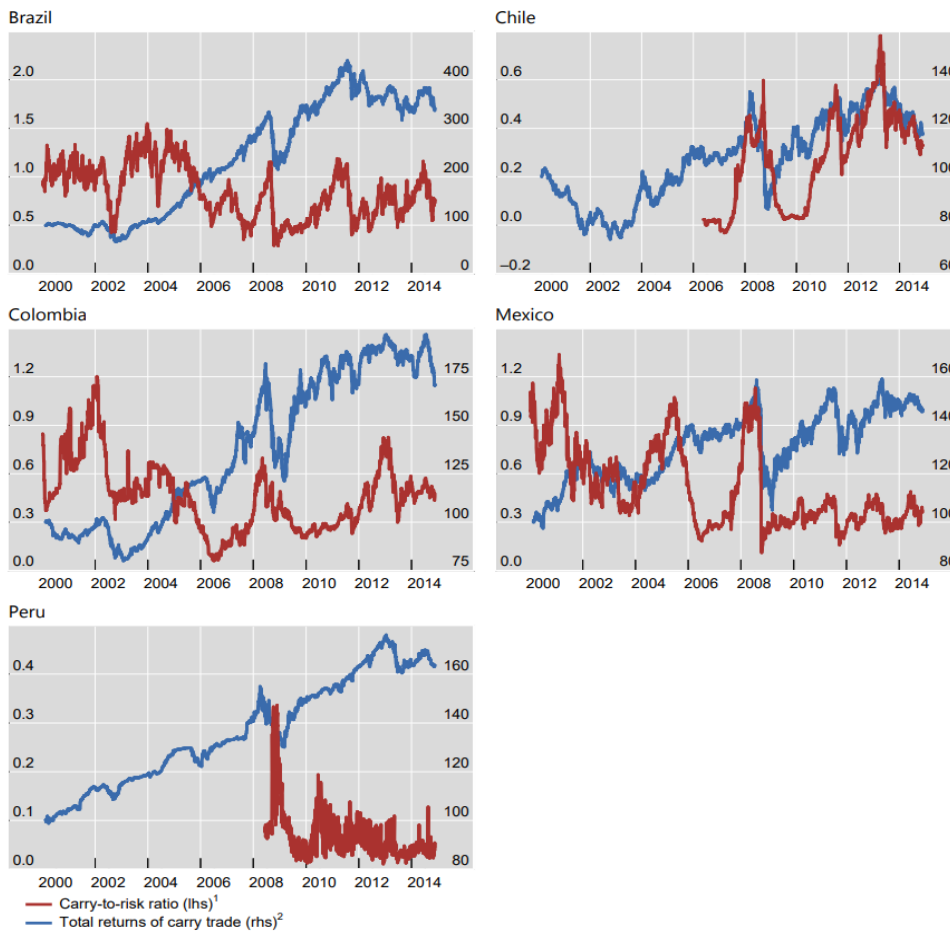 Brazil
2.0 400
1.5 300
1.0 200
0.5 100
0.0 0
2000 2002 2004 2006 2008 2010 2012 2014
Chile
0.6 140
0.4 120
0.2 100
0.0 80
–0.2 60
2000 2002 2004 2006 2008 2010 2012 2014
Colombia
1.2 175
0.9 150
0.6 125
0.3 100
0.0 75
2000 2002 2004 2006 2008 2010 2012 2014
Mexico
1.2 160
0.9 140
0.6 120
0.3 100
0.0 80
2000 2002 2004 2006 2008 2010 2012 2014
Peru
0.4 160
0.3 140
0.2 120
0.1 100
0.0 80
2000 2002 2004 2006 2008 2010 2012 2014
Carry-to-risk ratio (lhs)¹
Total returns of carry trade (rhs)²